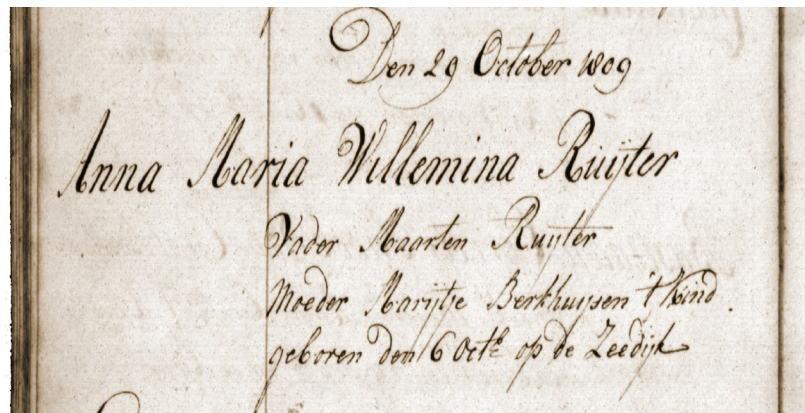 Den 29 October 1809
Anna Maria Willemina Ruijter
Vader Maarten Ruijter
Moeder Marijtje Berkhuijsen 't Kind
geboren den 6 Octb. op de Zeedijk